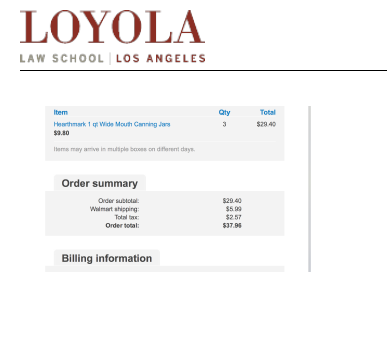 LOYOLA
LAW SCHOOL | LOS ANGELES
Item Qty Total
Hearthmark 1 qt Wide Mouth Canning Jars 3 $29.40
$9.80
Items may arrive in multiple boxes on different days.
Order summary
Order subtotal: $29.40
Walmart shipping: $5.99
Total tax: $2.57
Order total: $37.96
Billing information